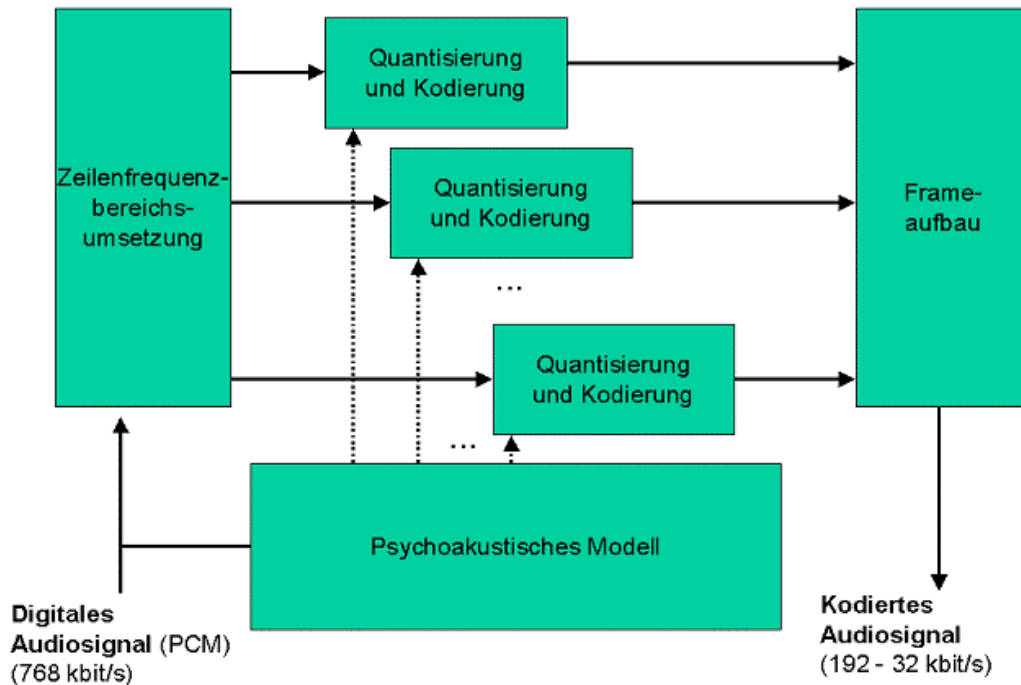 Quantisierung
und Kodierung
Zeilenfrequenz-
bereichs-
umsetzung
Quantisierung
und Kodierung
Frame-
aufbau
...
Quantisierung
und Kodierung
...
Psychoakustisches Modell
Digitales
Audiosignal (PCM)
(768 kbit/s)
Kodiertes
Audiosignal
(192 - 32 kbit/s)